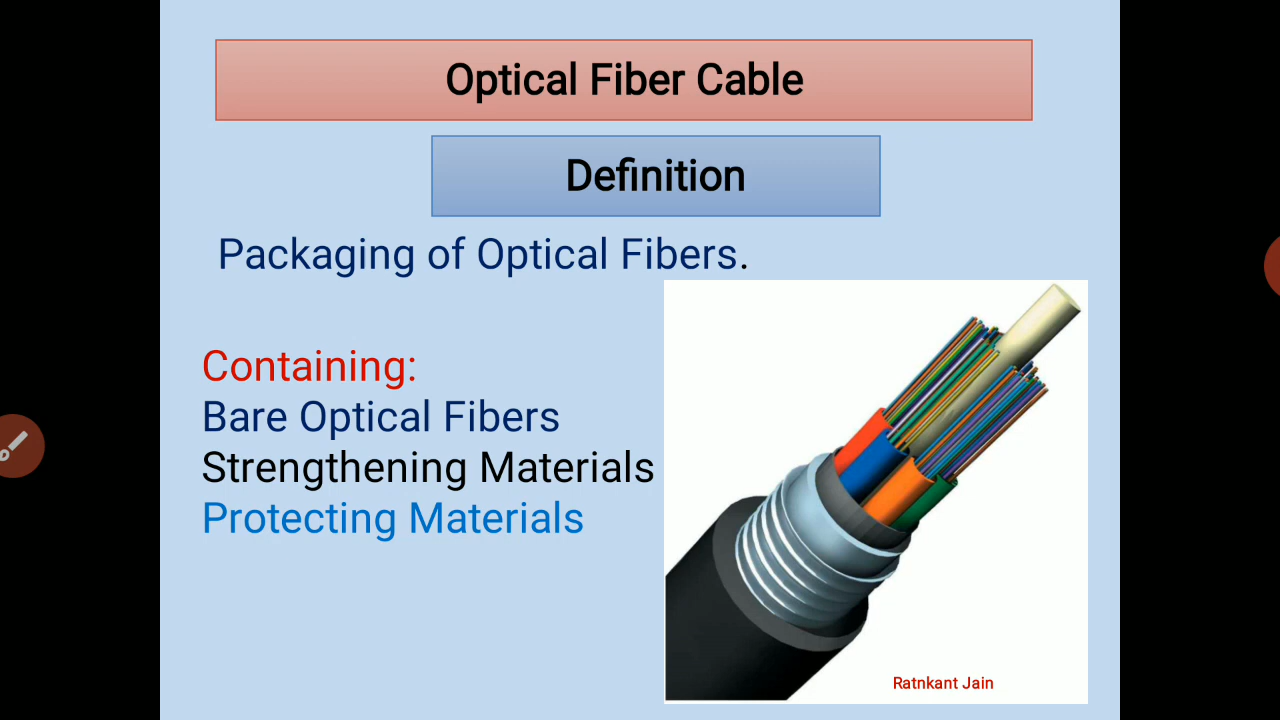 Optical Fiber Cable
Definition
Packaging of Optical Fibers.
Containing:
Bare Optical Fibers
Strengthening Materials
Protecting Materials
Ratnkant Jain